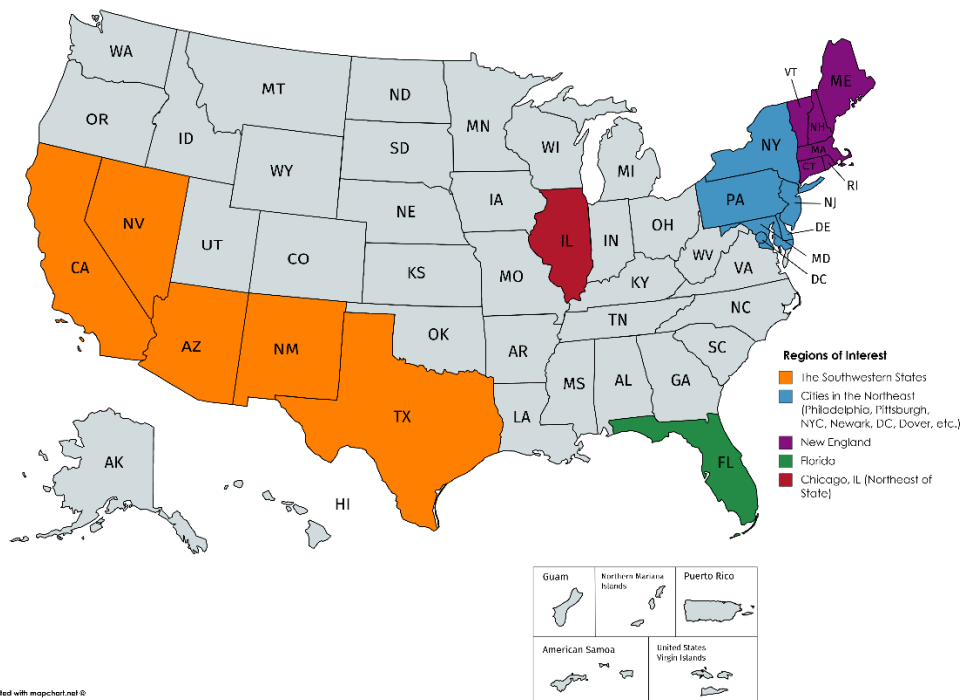 WA
MT
ND
MN
OR
ID
WY
SD
WI
MI
NV
UT
CO
NE
IA
KS
MO
IL
IN
OH
KY
WV
VA
CA
AZ
NM
TX
OK
AR
LA
TN
NC
SC
MS
AL
GA
FL
VT
ME
NH
NY
MA
CT
RI
PA
NJ
DE
MD
DC
AK
HI
Regions of Interest
The Southwestern States
Cities in the Northeast
(Philadelphia, Pittsburgh,
NYC, Newark, DC, Dover, etc.)
New England
Florida
Chicago, IL (Northeast of
State)
Guam
Northern Mariana
Islands
Puerto Rico
American Samoa
United States
Virgin Islands
ted with mapchart.net ©